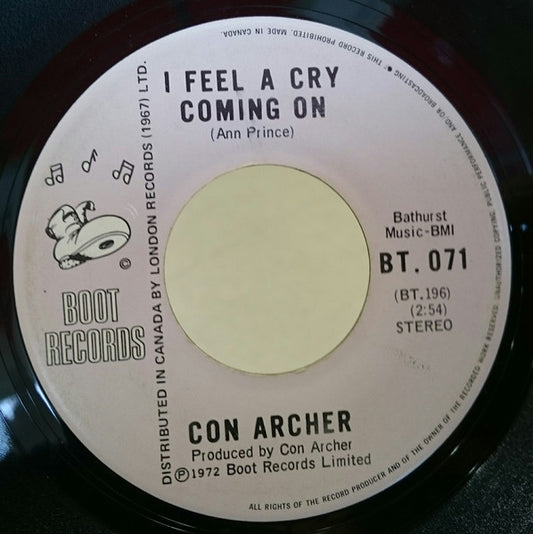 I FEEL A CRY
COMING ON
(Ann Prince)
DISTRIBUTED IN CANADA BY LONDON RECORDS (1967) LTD.
©
BOOT
RECORDS
Bathurst
Music-BMI
BT. 071
(BT.196)
(2:54)
STEREO
CON ARCHER
Produced by Con Archer
℗1972 Boot Records Limited
ALL RIGHTS OF THE RECORD PRODUCER AND OF THE OWNER OF THE RECORDED WORK RESERVED. UNAUTHORIZED COPYING, PUBLIC PERFORMANCE AND/OR BROADCASTING • THIS RECORD PROHIBITED. MADE IN CANADA.